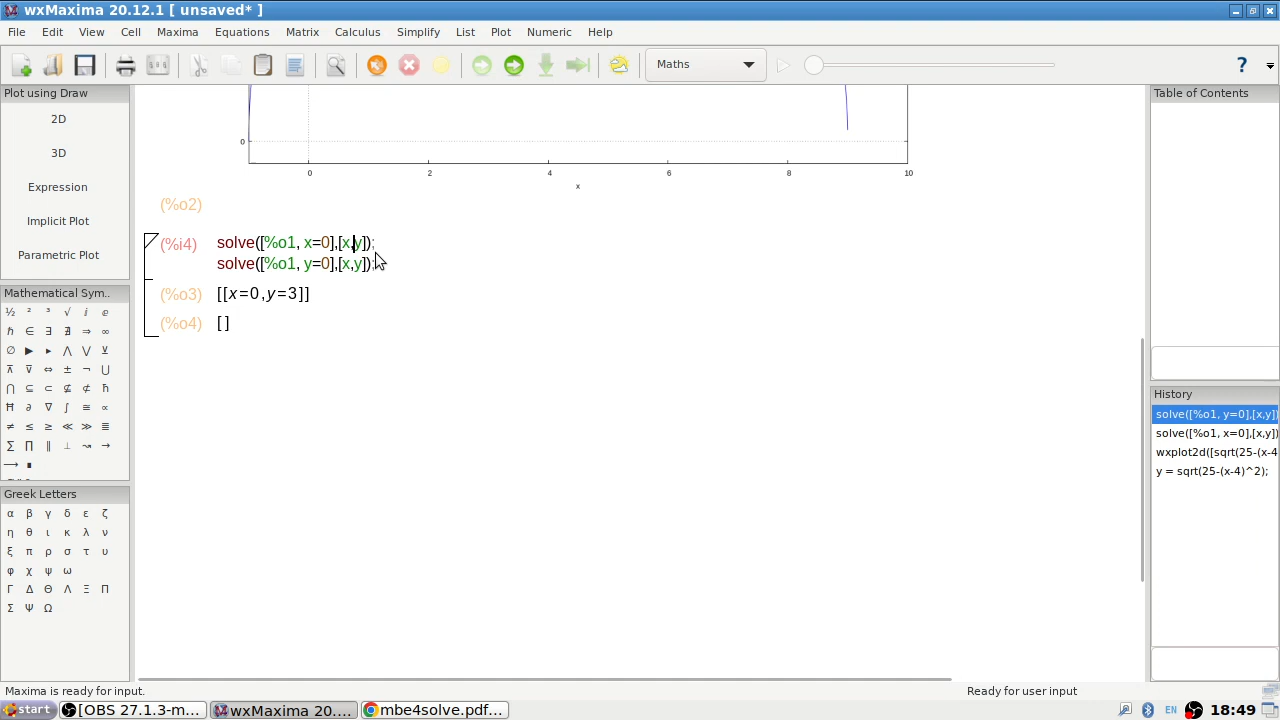 wxMaxima 20.12.1 [ unsaved* ]
File Edit View Cell Maxima Equations Matrix Calculus Simplify List Plot Numeric Help
Maths
?
Plot using Draw
2D
3D
Expression
Implicit Plot
Parametric Plot
Mathematical Sym..
½ ² ³ √ ⅈ ⅇ
ℏ ∈ ∃ ∄ ⇒ ∞
∅ ▶ ▸ ⋀ ⋁ ⊻
⊼ ⊽ ⇔ ± ¬ ⋃
⋂ ⊆ ⊂ ⊈ ⊄ ħ
Ħ ∂ ∇ ∫ ≅ ∝
≠ ≤ ≥ ≪ ≫ ≣
∑ ∏ ∥ ⟂ ↝ →
⟶ ∎
Greek Letters
α β γ δ ε ζ
η θ ι κ λ ν
ξ π ρ σ τ υ
φ χ ψ ω
Γ Δ Θ Λ Ξ Π
Σ Ψ Ω
0
0 2 4 6 8 10
x
(%o2)
(%i4) solve([%o1, x=0],[x,y]);
solve([%o1, y=0],[x,y]);
(%o3) [[x=0,y=3]]
(%o4) []
Table of Contents
History
solve([%o1, y=0],[x,y])
solve([%o1, x=0],[x,y])
wxplot2d([sqrt(25-(x-4
y = sqrt(25-(x-4)^2);
Maxima is ready for input.
Ready for user input
start
[OBS 27.1.3-m...
wxMaxima 20....
mbe4solve.pdf...
EN
18:49